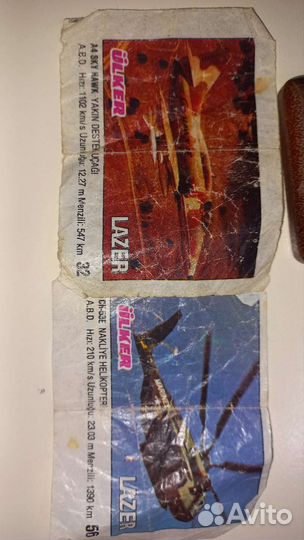 ÜLKER
LAZER
A4 SKY HAWK YAKIN DESTEK UÇAĞI
A.B.D. Hızı: 1102 km/s Uzunluğu: 12.27 m Menzili: 547 km 32
ÜLKER
LAZER
CH-53E NAKLİYE HELİKOPTER
A.B.D. Hızı: 210 km/s Uzunluğu: 23.03 m Menzili: 1390 km 56
Avito